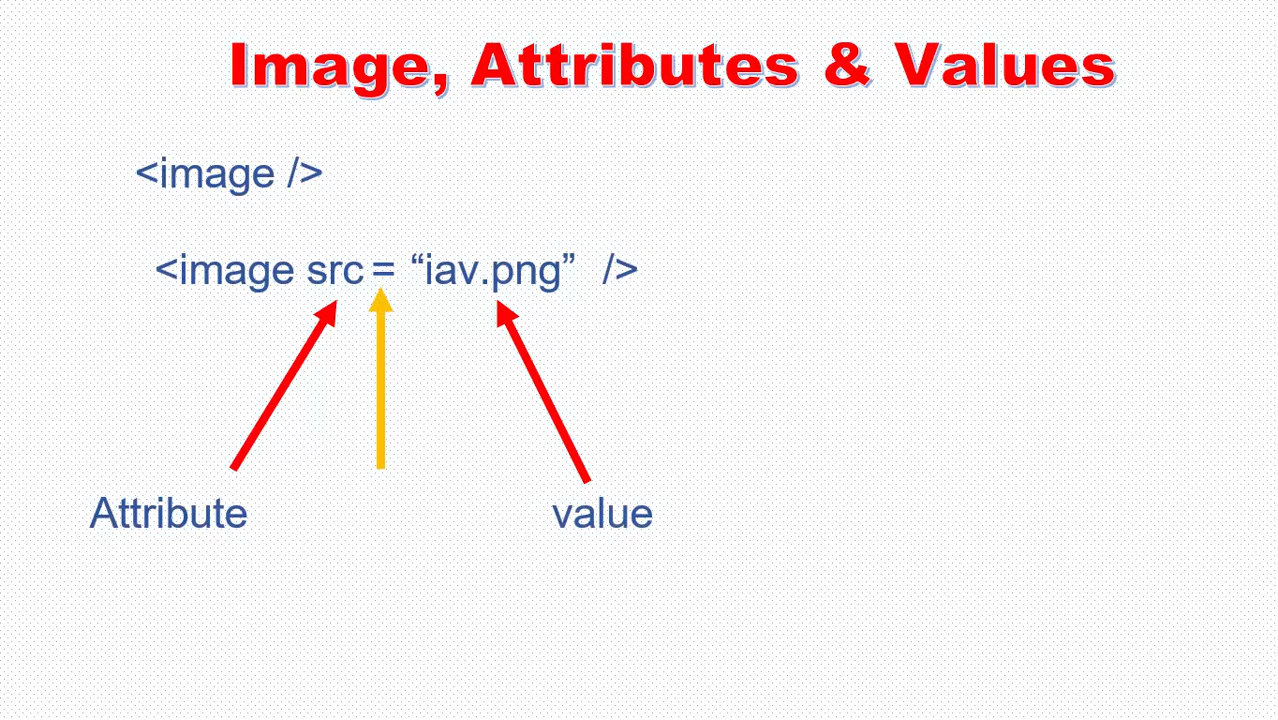 Image, Attributes & Values
<image />
<image src = “iav.png” />
Attribute value